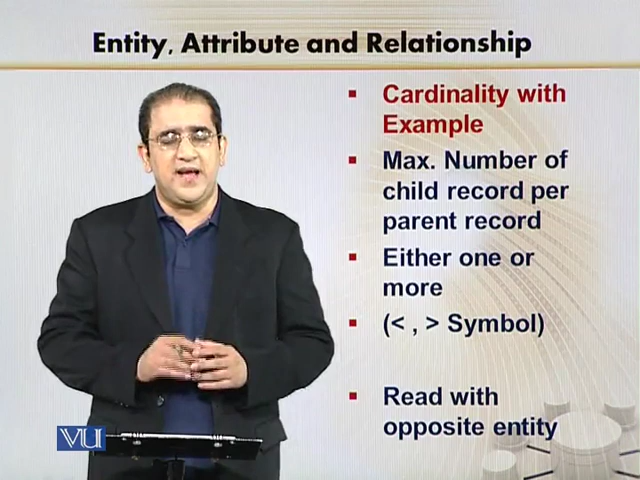 Entity, Attribute and Relationship
Cardinality with
Example
Max. Number of
child record per
parent record
Either one or
more
(< , > Symbol)
Read with
opposite entity
VU